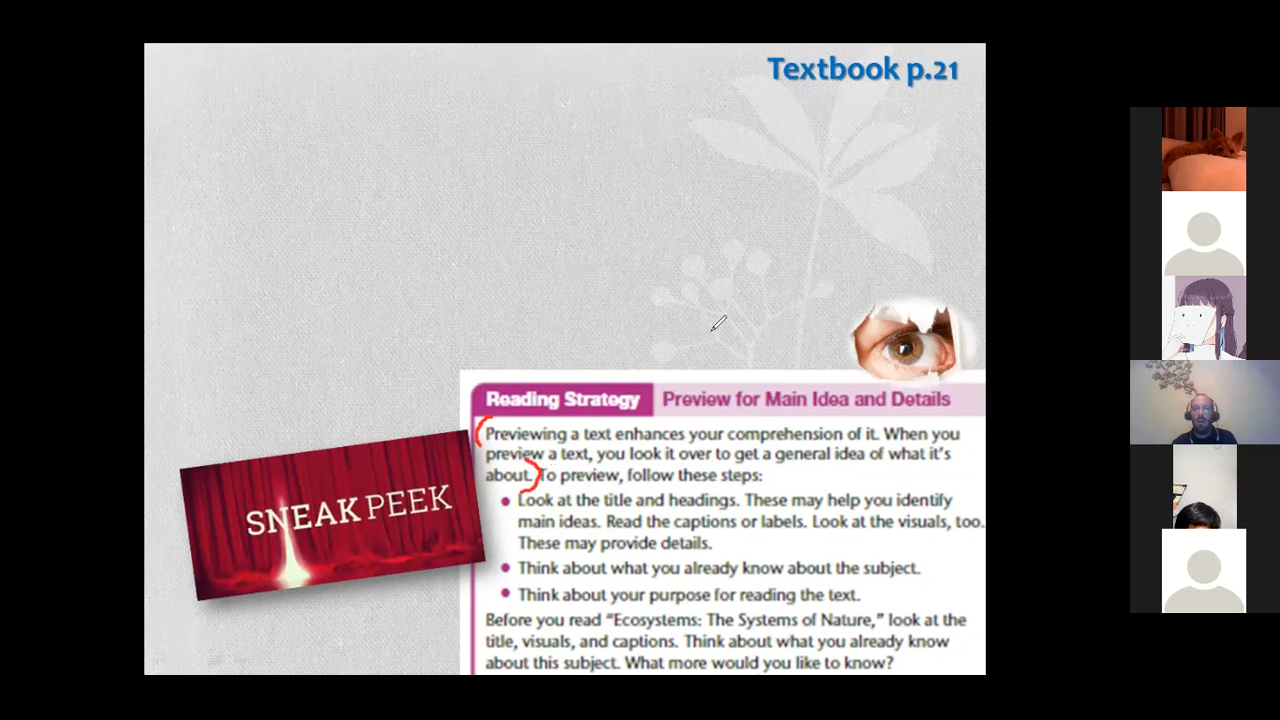 Textbook p.21
Reading Strategy
Preview for Main Idea and Details
Previewing a text enhances your comprehension of it. When you
preview a text, you look it over to get a general idea of what it's
about. To preview, follow these steps:
• Look at the title and headings. These may help you identify
main ideas. Read the captions or labels. Look at the visuals, too.
These may provide details.
• Think about what you already know about the subject.
• Think about your purpose for reading the text.
Before you read “Ecosystems: The Systems of Nature,” look at the
title, visuals, and captions. Think about what you already know
about this subject. What more would you like to know?
SNEAK PEEK